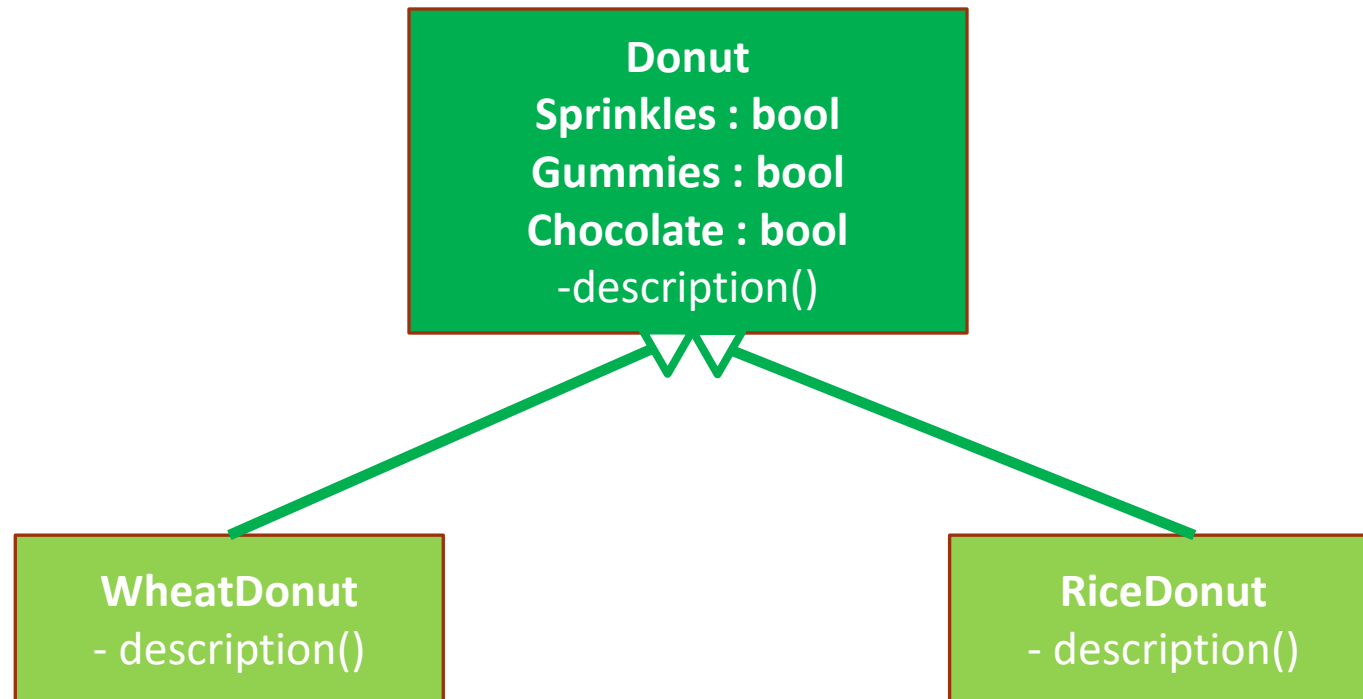 Donut
Sprinkles : bool
Gummies : bool
Chocolate : bool
-description()
WheatDonut
- description()
RiceDonut
- description()